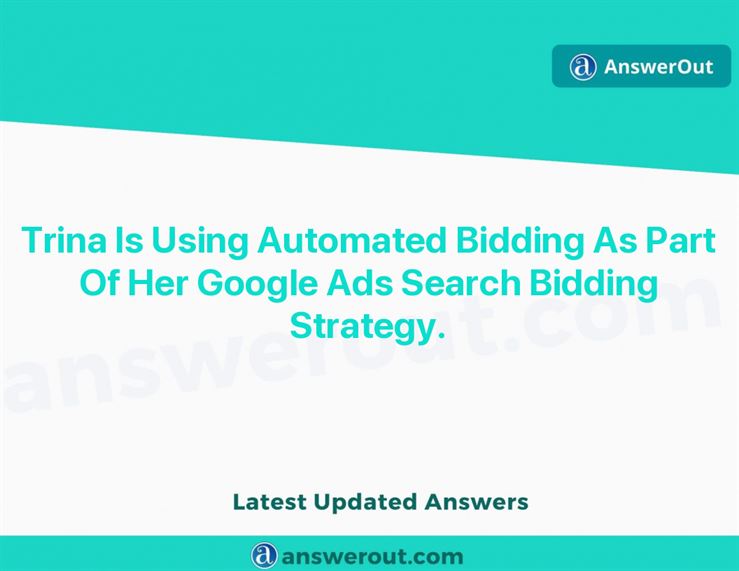 AnswerOut
Trina Is Using Automated Bidding As Part
Of Her Google Ads Search Bidding
Strategy.
answerout.com
Latest Updated Answers
answerout.com